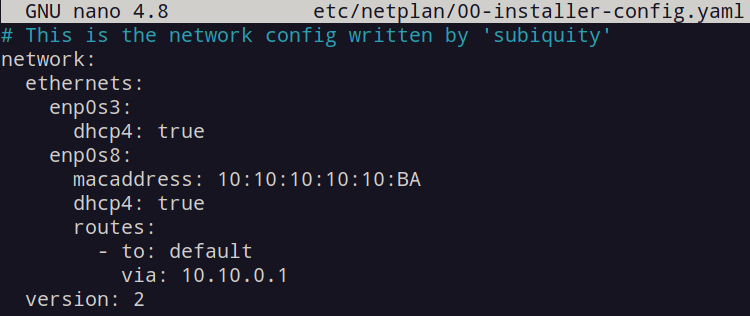 GNU nano 4.8 etc/netplan/00-installer-config.yaml
# This is the network config written by 'subiquity'
network:
  ethernets:
    enp0s3:
      dhcp4: true
    enp0s8:
      macaddress: 10:10:10:10:10:BA
      dhcp4: true
      routes:
        - to: default
          via: 10.10.0.1
  version: 2